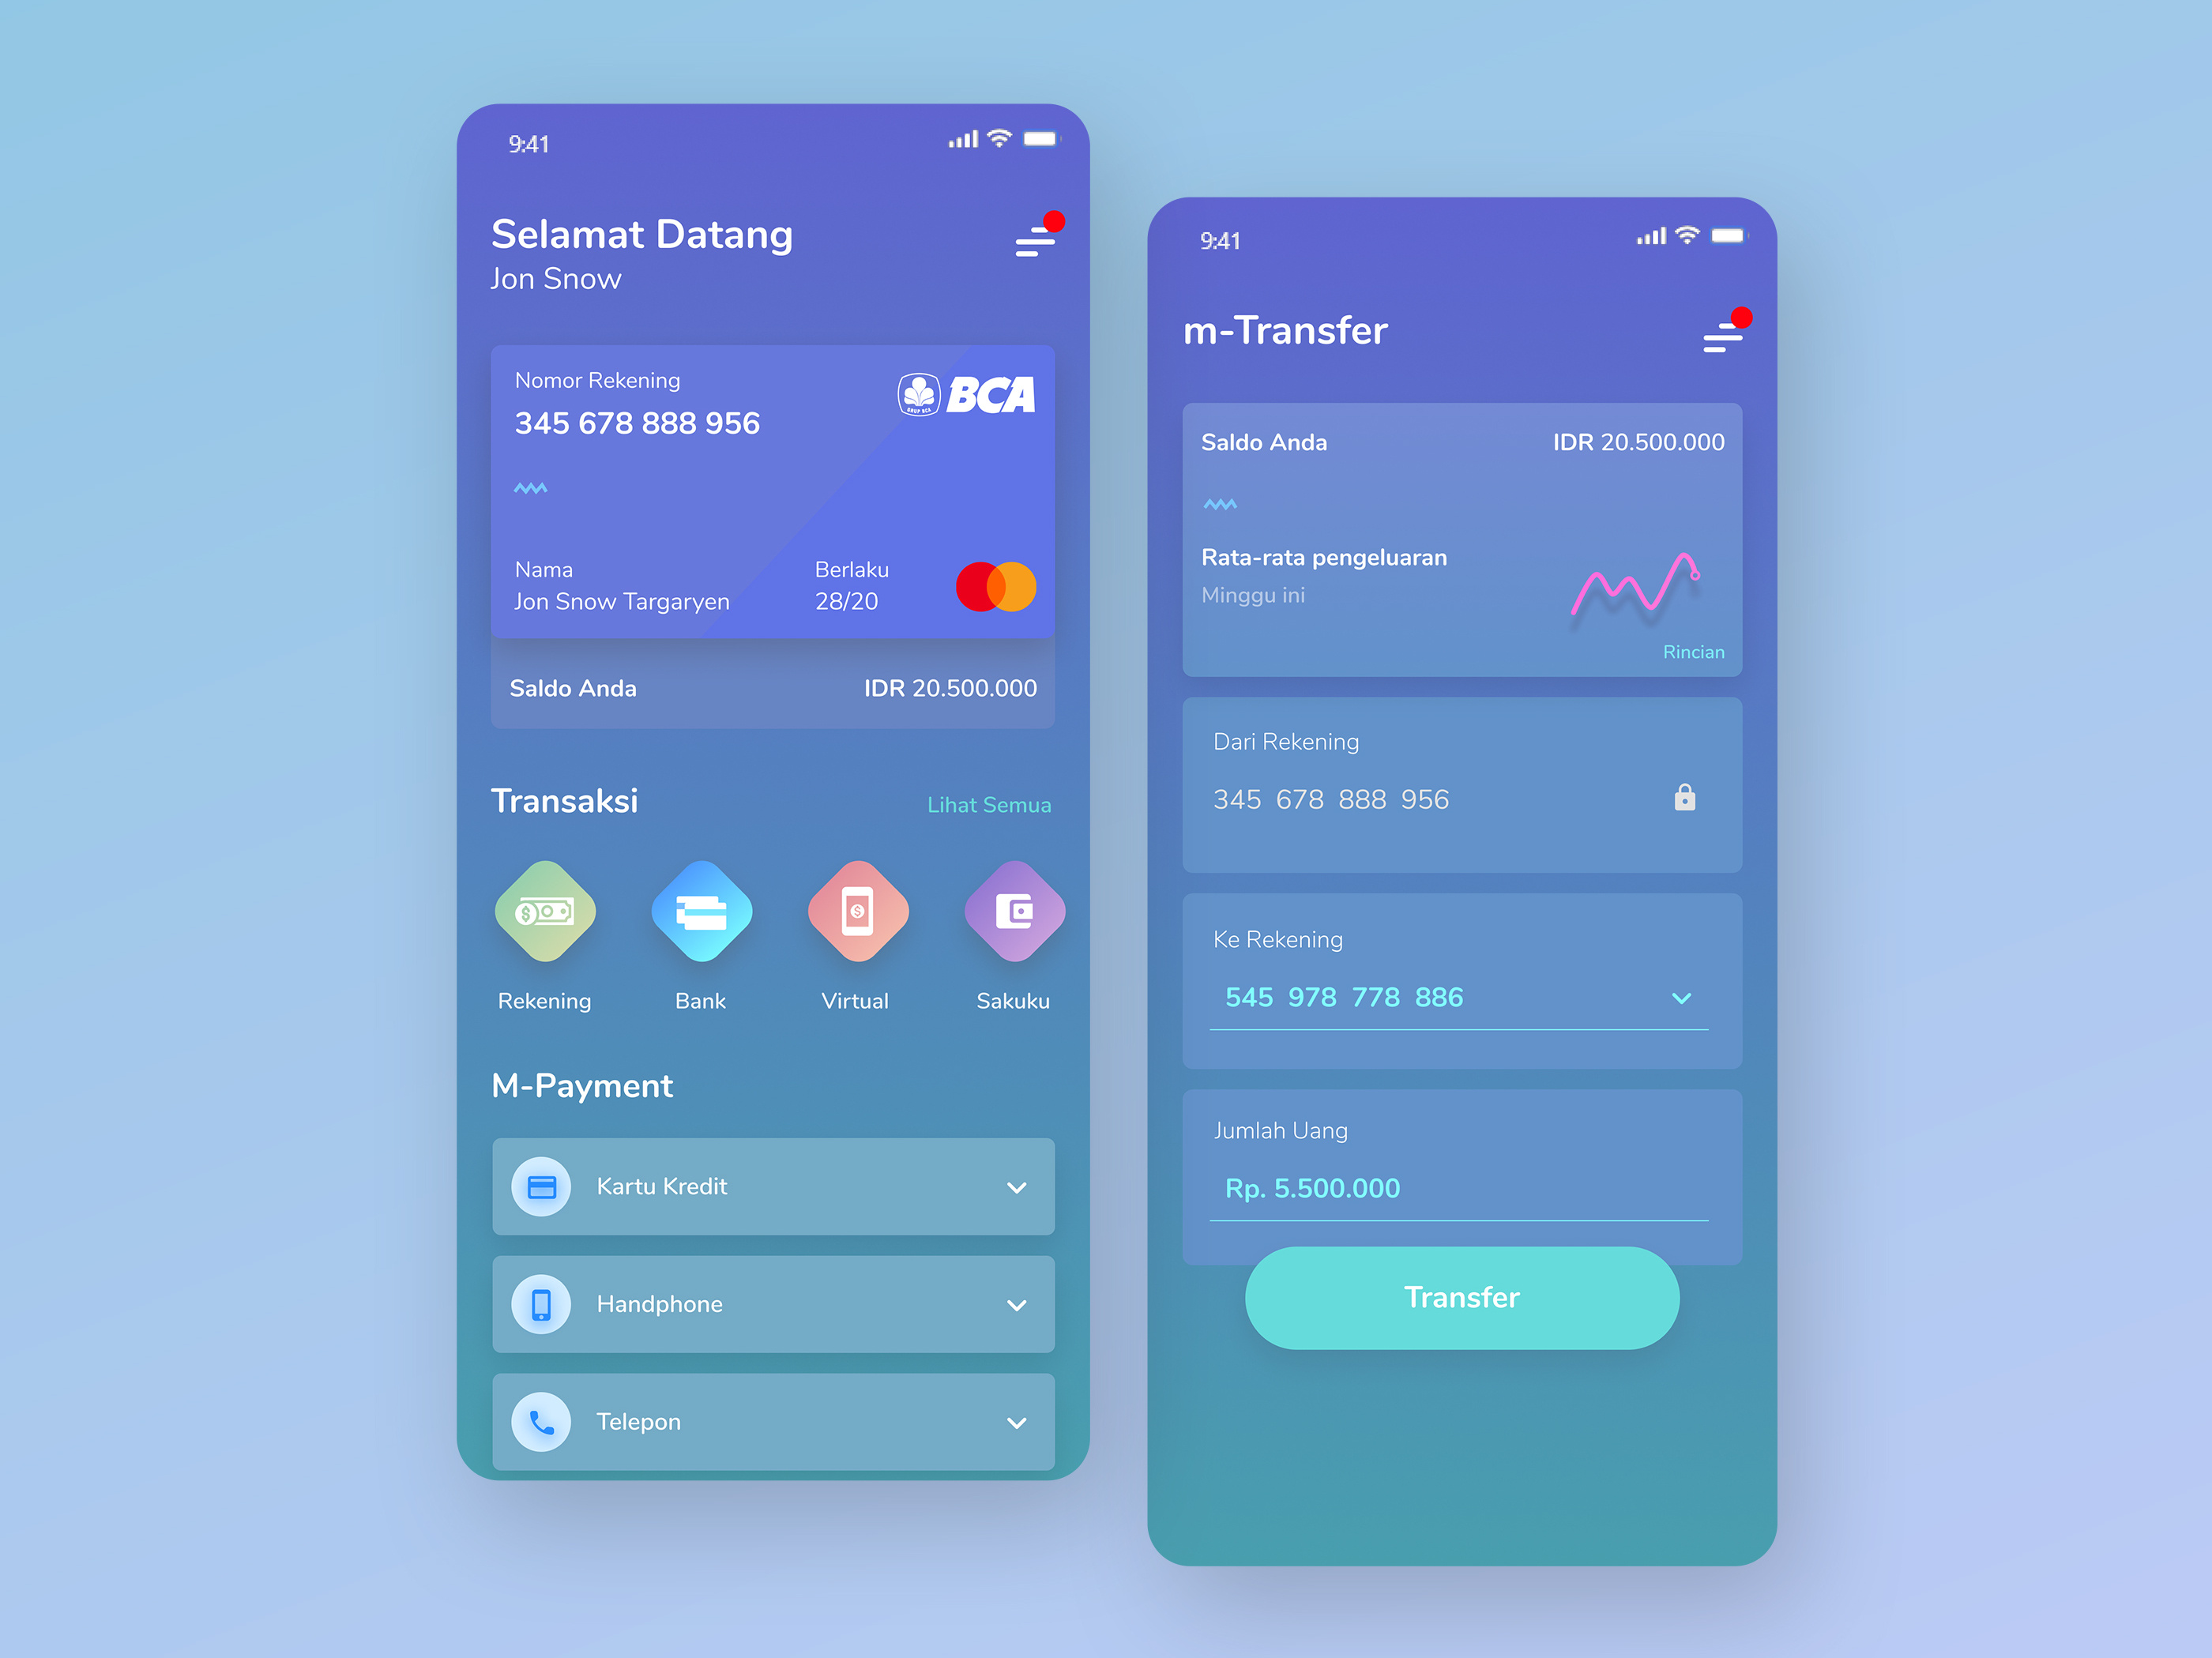 9:41
Selamat Datang
Jon Snow
Nomor Rekening
345 678 888 956
GRUP BCA
BCA
Nama
Jon Snow Targaryen
Berlaku
28/20
Saldo Anda IDR 20.500.000
Transaksi Lihat Semua
Rekening Bank Virtual Sakuku
M-Payment
Kartu Kredit
Handphone
Telepon
9:41
m-Transfer
Saldo Anda IDR 20.500.000
Rata-rata pengeluaran
Minggu ini
Rincian
Dari Rekening
345 678 888 956
Ke Rekening
545 978 778 886
Jumlah Uang
Rp. 5.500.000
Transfer